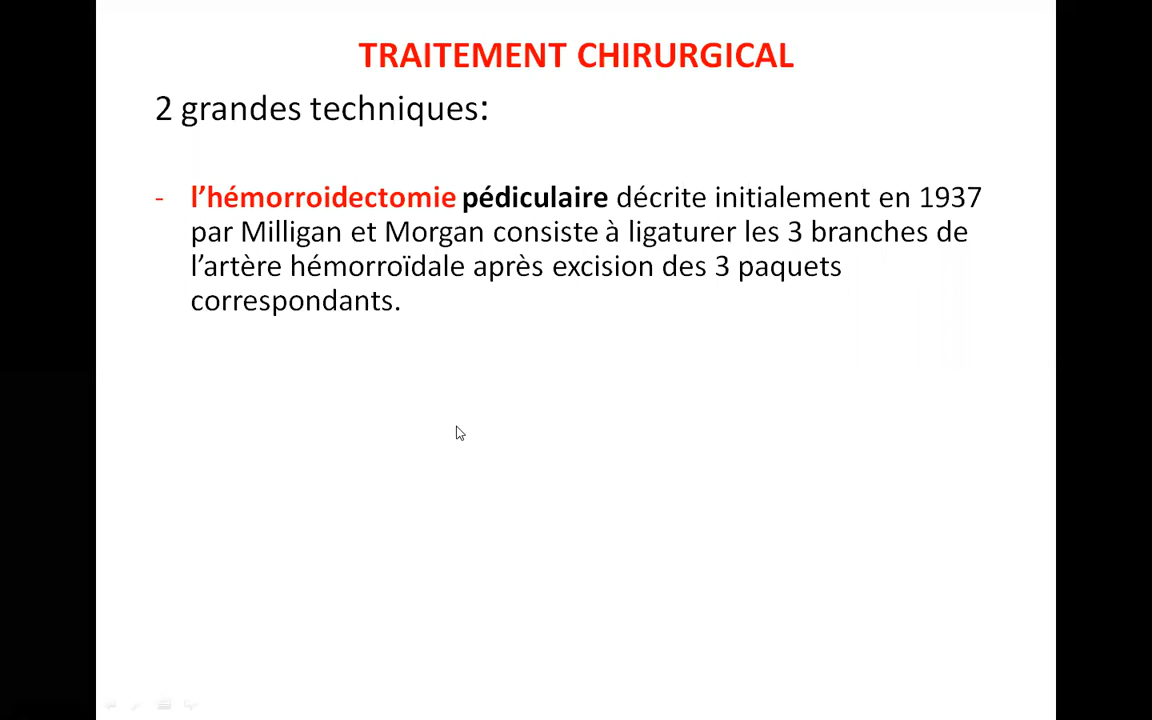 TRAITEMENT CHIRURGICAL
2 grandes techniques:
- l’hémorroidectomie pédiculaire décrite initialement en 1937
par Milligan et Morgan consiste à ligaturer les 3 branches de
l’artère hémorroïdale après excision des 3 paquets
correspondants.